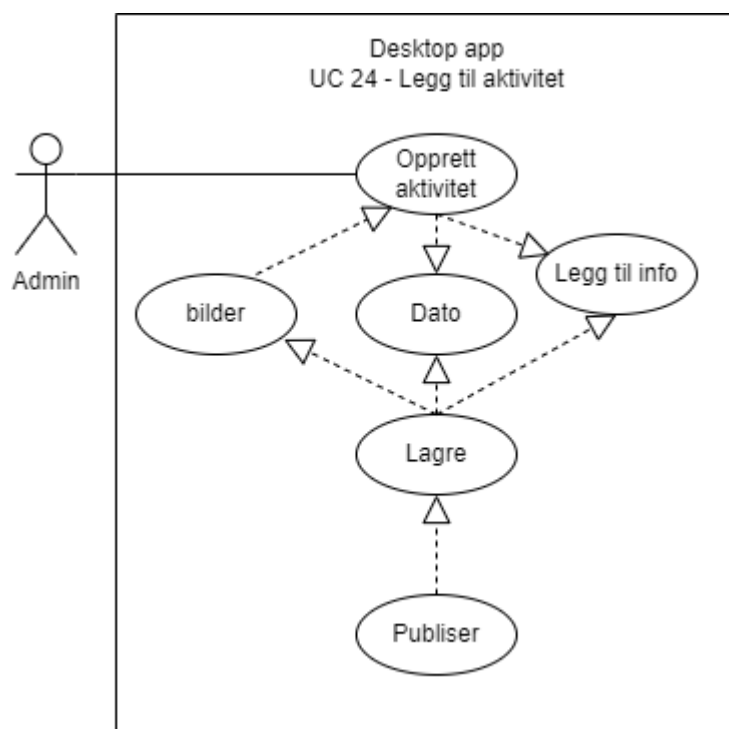 Desktop app
UC 24 - Legg til aktivitet
Opprett
aktivitet
Admin
Legg til info
bilder
Dato
Lagre
Publiser